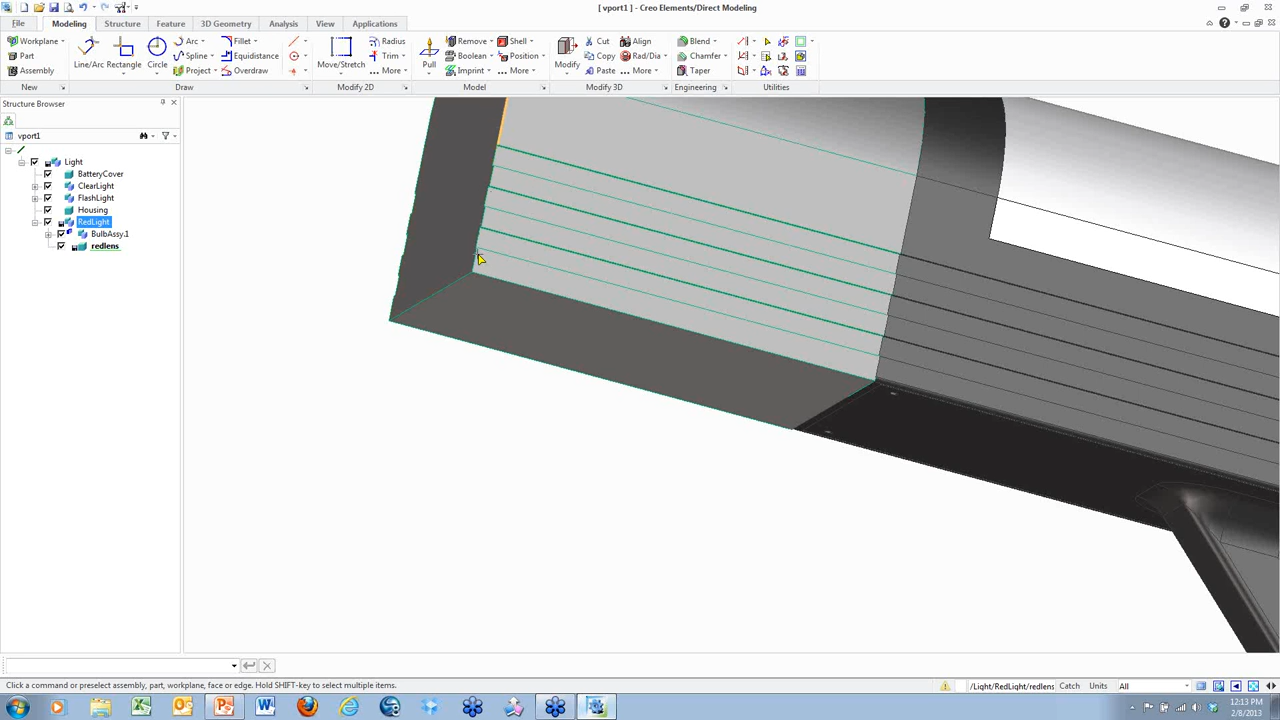 [ vport1 ] - Creo Elements/Direct Modeling
File Modeling Structure Feature 3D Geometry Analysis View Part Applications
Workplane Arc Fillet Radius Remove Shell Cut Align Blend
Part Line/Arc Rectangle Circle Spline Equidistance Move/Stretch Trim Pull Boolean Position Modify Copy Rad/Dia Chamfer
Assembly Project Overdraw More Imprint More Paste More Taper
New Draw Modify 2D Model Modify 3D Engineering Utilities
Structure Browser
vport1
Light
BatteryCover
ClearLight
FlashLight
Housing
RedLight
BulbAssy.1
redlens
Click a command or preselect assembly, part, workplane, face or edge. Hold SHIFT-key to select multiple items.
/Light/RedLight/redlens Catch Units All
12:13 PM
2/8/2013